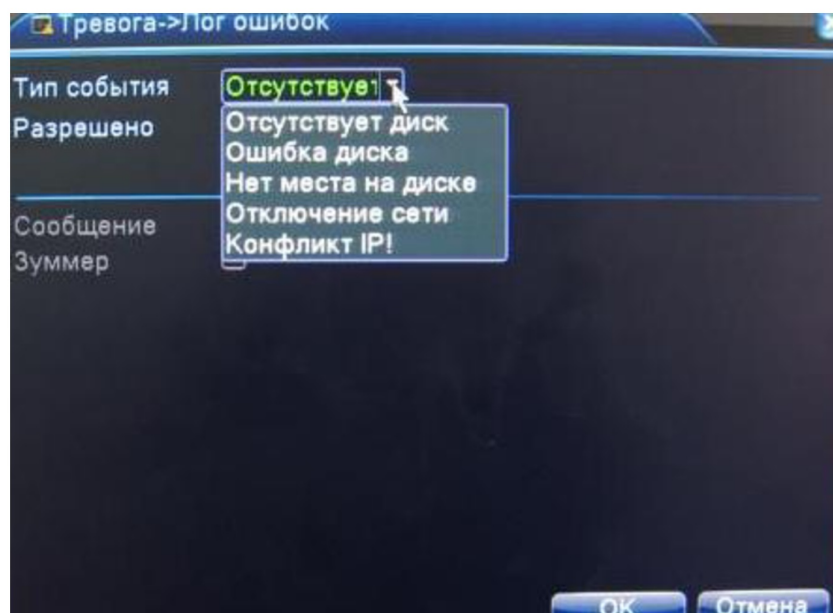 Тревога->Лог ошибок
Тип события Отсутствует
Разрешено
Отсутствует диск
Ошибка диска
Нет места на диске
Отключение сети
Конфликт IP!
Сообщение
Зуммер
OK Отмена